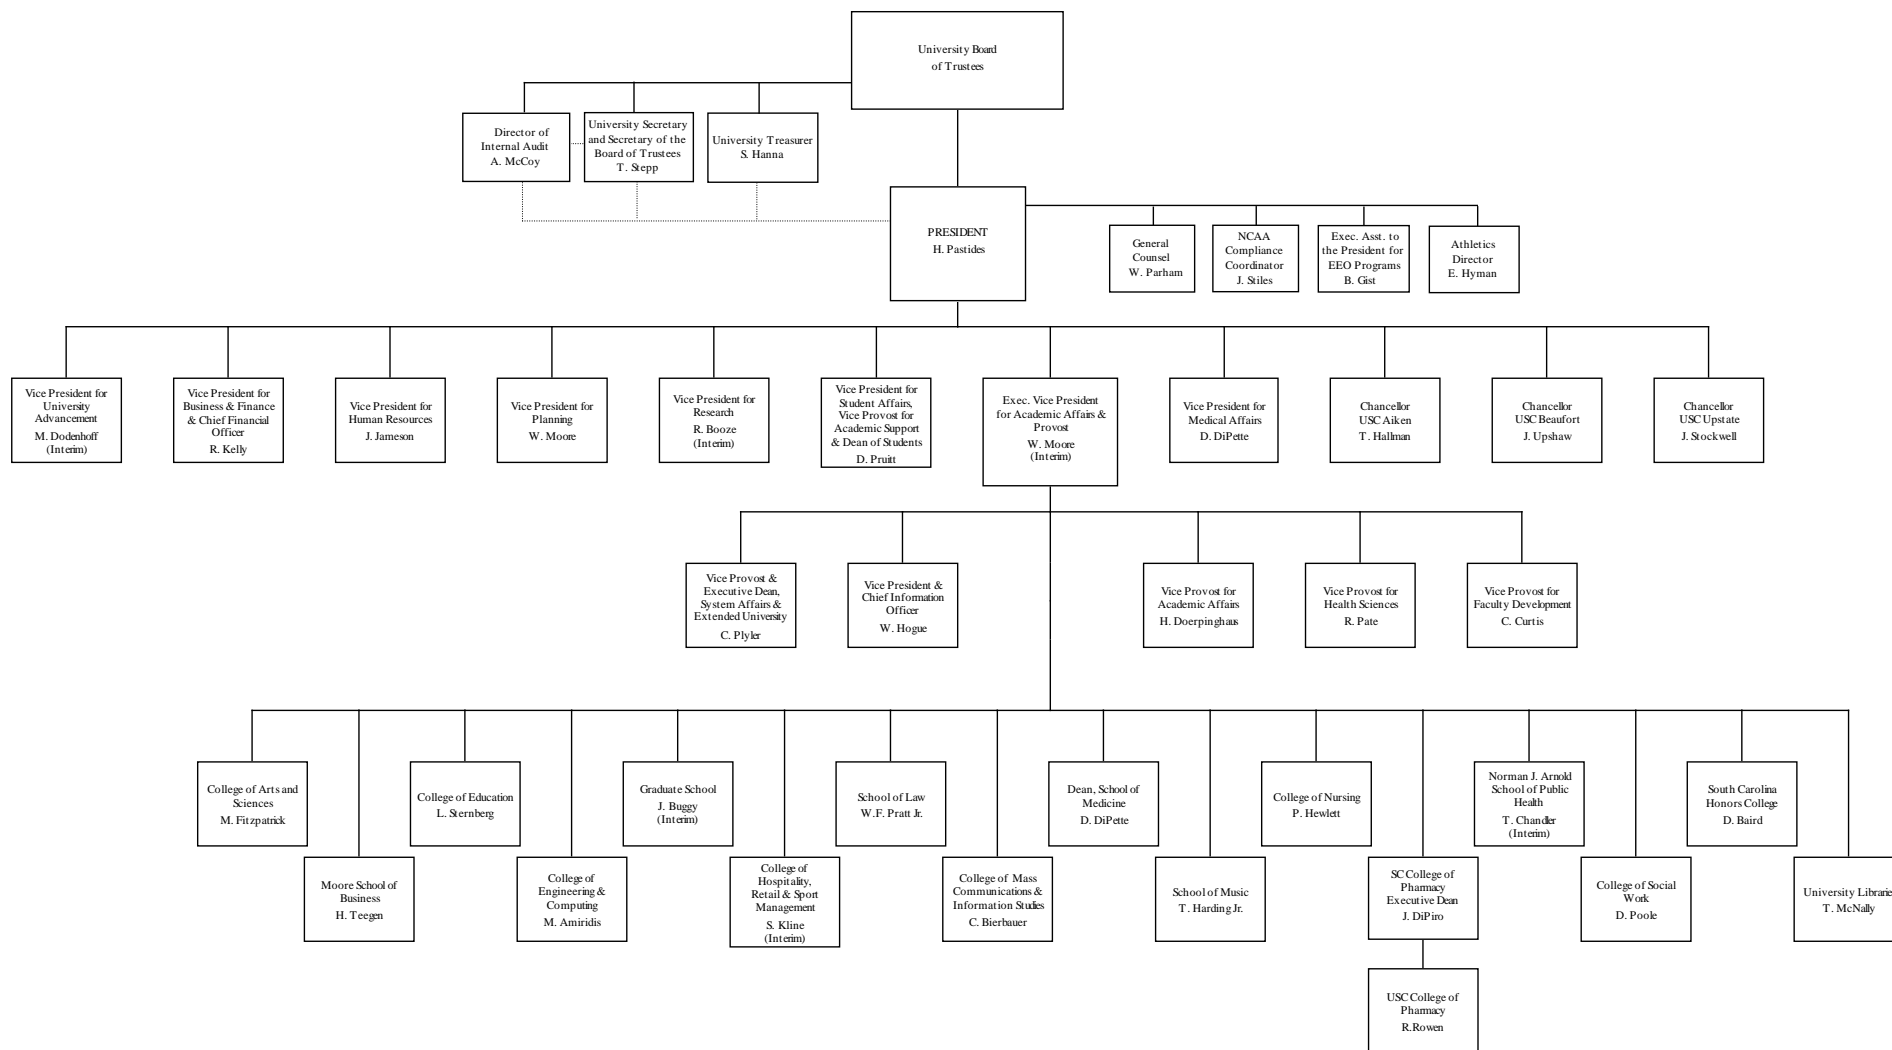 University Board
of Trustees
Director of
Internal Audit
A. McCoy
University Secretary
and Secretary of the
Board of Trustees
T. Stepp
University Treasurer
S. Hanna
PRESIDENT
H. Pastides
General
Counsel
W. Parham
NCAA
Compliance
Coordinator
J. Stiles
Exec. Asst. to
the President for
EEO Programs
B. Gist
Athletics
Director
E. Hyman
Vice President for
University
Advancement
M. Dodenhoff
(Interim)
Vice President for
Business & Finance
& Chief Financial
Officer
R. Kelly
Vice President for
Human Resources
J. Jameson
Vice President for
Planning
W. Moore
Vice President for
Research
R. Booze
(Interim)
Vice President for
Student Affairs,
Vice Provost for
Academic Support
& Dean of Students
D. Pruitt
Exec. Vice President
for Academic Affairs &
Provost
W. Moore
(Interim)
Vice President for
Medical Affairs
D. DiPette
Chancellor
USC Aiken
T. Hallman
Chancellor
USC Beaufort
J. Upshaw
Chancellor
USC Upstate
J. Stockwell
Vice Provost &
Executive Dean,
System Affairs &
Extended University
C. Plyler
Vice President &
Chief Information
Officer
W. Hogue
Vice Provost for
Academic Affairs
H. Doerpinghaus
Vice Provost for
Health Sciences
R. Pate
Vice Provost for
Faculty Development
C. Curtis
College of Arts and
Sciences
M. Fitzpatrick
College of Education
L. Sternberg
Graduate School
J. Buggy
(Interim)
School of Law
W.F. Pratt Jr.
Dean, School of
Medicine
D. DiPette
College of Nursing
P. Hewlett
Norman J. Arnold
School of Public
Health
T. Chandler
(Interim)
South Carolina
Honors College
D. Baird
Moore School of
Business
H. Teegen
College of
Engineering &
Computing
M. Amiridis
College of
Hospitality,
Retail & Sport
Management
S. Kline
(Interim)
College of Mass
Communications &
Information Studies
C. Bierbauer
School of Music
T. Harding Jr.
SC College of
Pharmacy
Executive Dean
J. DiPiro
College of Social
Work
D. Poole
University Librarie
T. McNally
USC College of
Pharmacy
R.Rowen